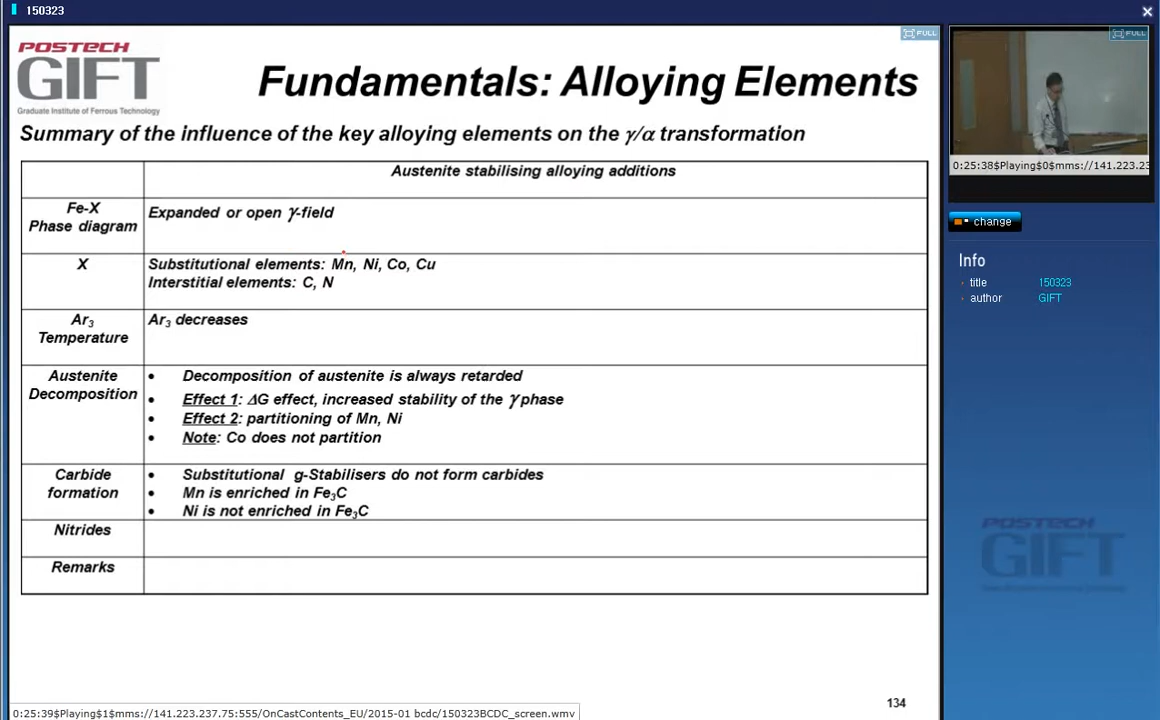 150323
POSTECH
GIFT
Graduate Institute of Ferrous Technology
Fundamentals: Alloying Elements
Summary of the influence of the key alloying elements on the γ/α transformation
Austenite stabilising alloying additions
Fe-X
Phase diagram
Expanded or open γ-field
X
Substitutional elements: Mn, Ni, Co, Cu
Interstitial elements: C, N
Ar3
Temperature
Ar3 decreases
Austenite
Decomposition
• Decomposition of austenite is always retarded
• Effect 1: ΔG effect, increased stability of the γ phase
• Effect 2: partitioning of Mn, Ni
• Note: Co does not partition
Carbide
formation
• Substitutional g-Stabilisers do not form carbides
• Mn is enriched in Fe3C
• Ni is not enriched in Fe3C
Nitrides
Remarks
134
0:25:39$Playing$1$mms://141.223.237.75:555/OnCastContents_EU/2015-01 bcdc/150323BCDC_screen.wmv
FULL
FULL
0:25:38$Playing$0$mms://141.223.23
change
Info
title 150323
author GIFT
POSTECH
GIFT